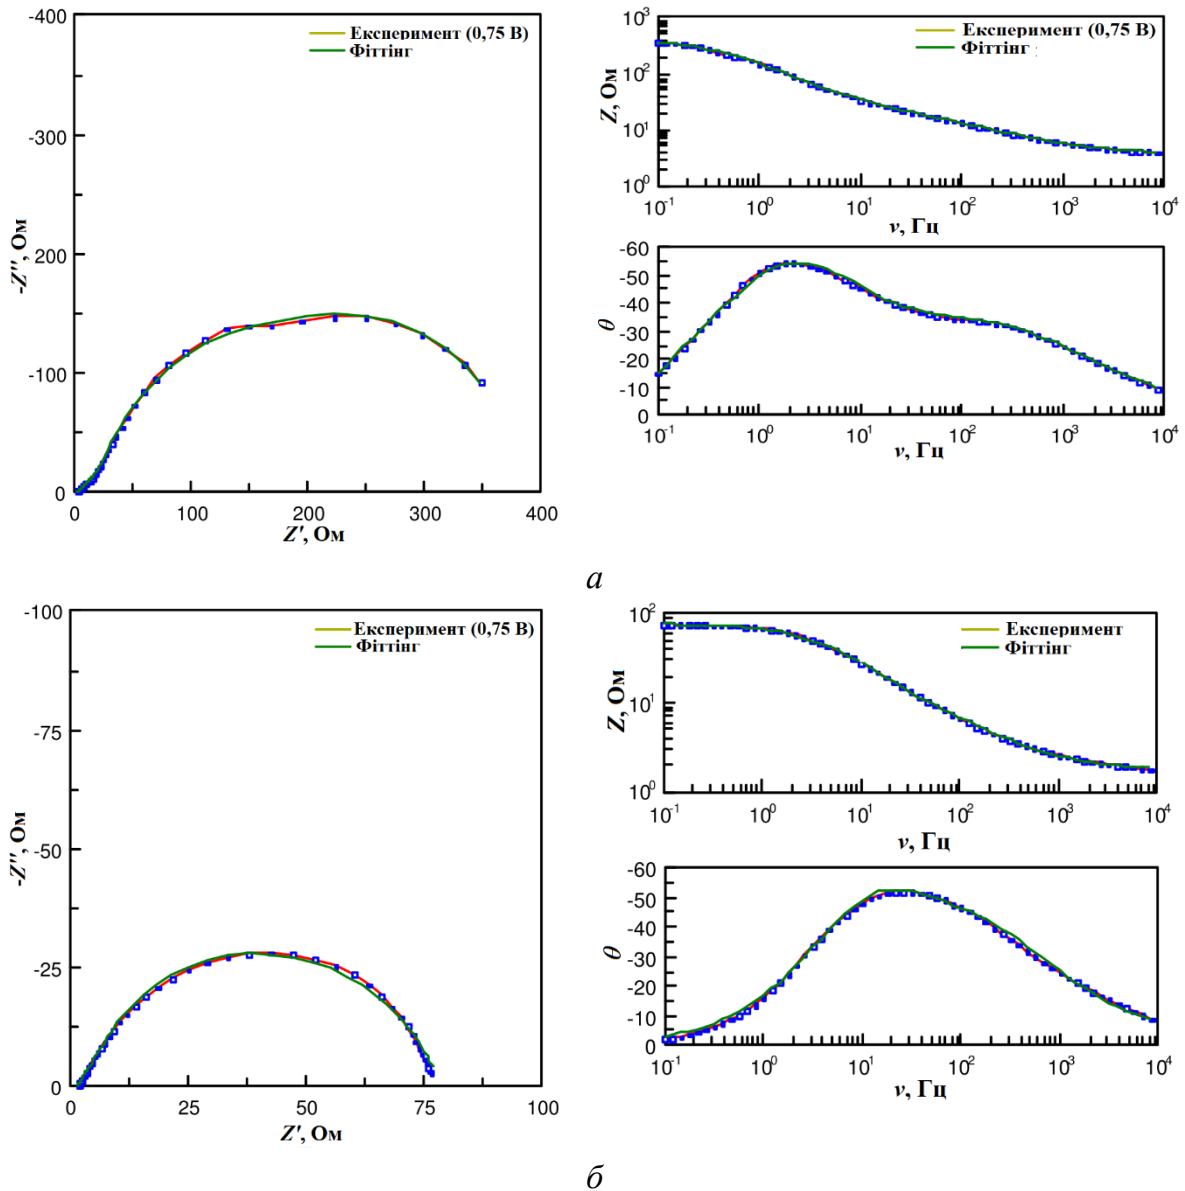 -400
-300
-200
-100
0
-Z'', Ом
Експеримент (0,75 В)
Фіттінг
0 100 200 300 400
Z', Ом
10³
10²
10¹
10⁰
Z, Ом
Експеримент (0,75 В)
Фіттінг
10⁻¹ 10⁰ 10¹ 10² 10³ 10⁴
ν, Гц
-60
-50
-40
-30
-20
-10
0
θ
10⁻¹ 10⁰ 10¹ 10² 10³ 10⁴
ν, Гц
а
-100
-75
-50
-25
0
-Z'', Ом
Експеримент (0,75 В)
Фіттінг
0 25 50 75 100
Z', Ом
10²
10¹
10⁰
Z, Ом
Експеримент
Фіттінг
10⁻¹ 10⁰ 10¹ 10² 10³ 10⁴
ν, Гц
-60
-50
-40
-30
-20
-10
0
θ
10⁻¹ 10⁰ 10¹ 10² 10³ 10⁴
ν, Гц
б